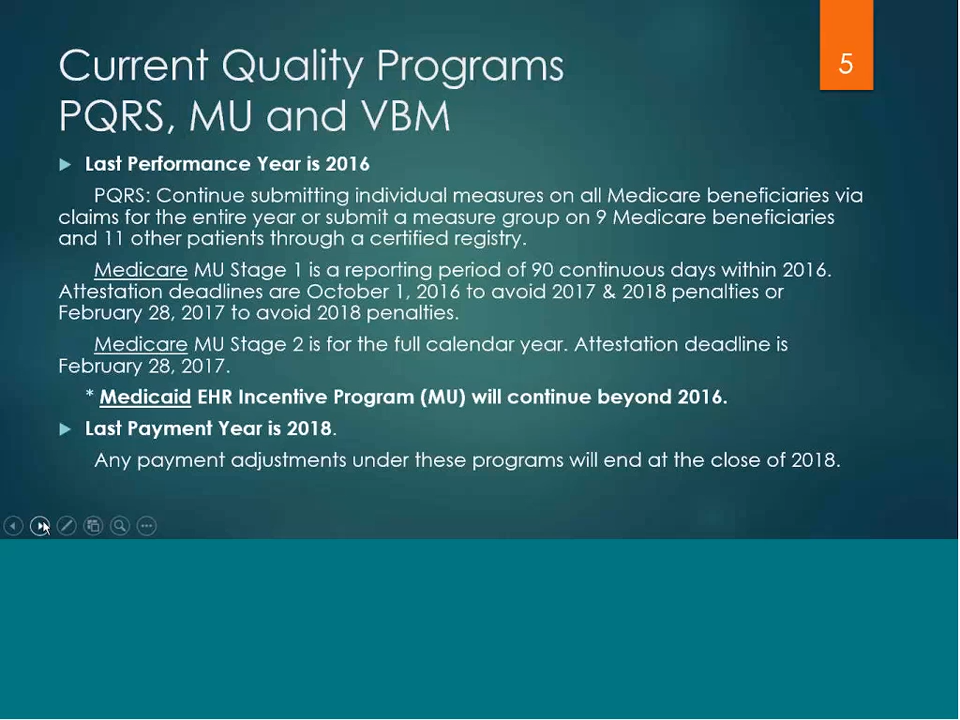 Current Quality Programs
PQRS, MU and VBM
5
Last Performance Year is 2016
PQRS: Continue submitting individual measures on all Medicare beneficiaries via
claims for the entire year or submit a measure group on 9 Medicare beneficiaries
and 11 other patients through a certified registry.
Medicare MU Stage 1 is a reporting period of 90 continuous days within 2016.
Attestation deadlines are October 1, 2016 to avoid 2017 & 2018 penalties or
February 28, 2017 to avoid 2018 penalties.
Medicare MU Stage 2 is for the full calendar year. Attestation deadline is
February 28, 2017.
* Medicaid EHR Incentive Program (MU) will continue beyond 2016.
Last Payment Year is 2018.
Any payment adjustments under these programs will end at the close of 2018.